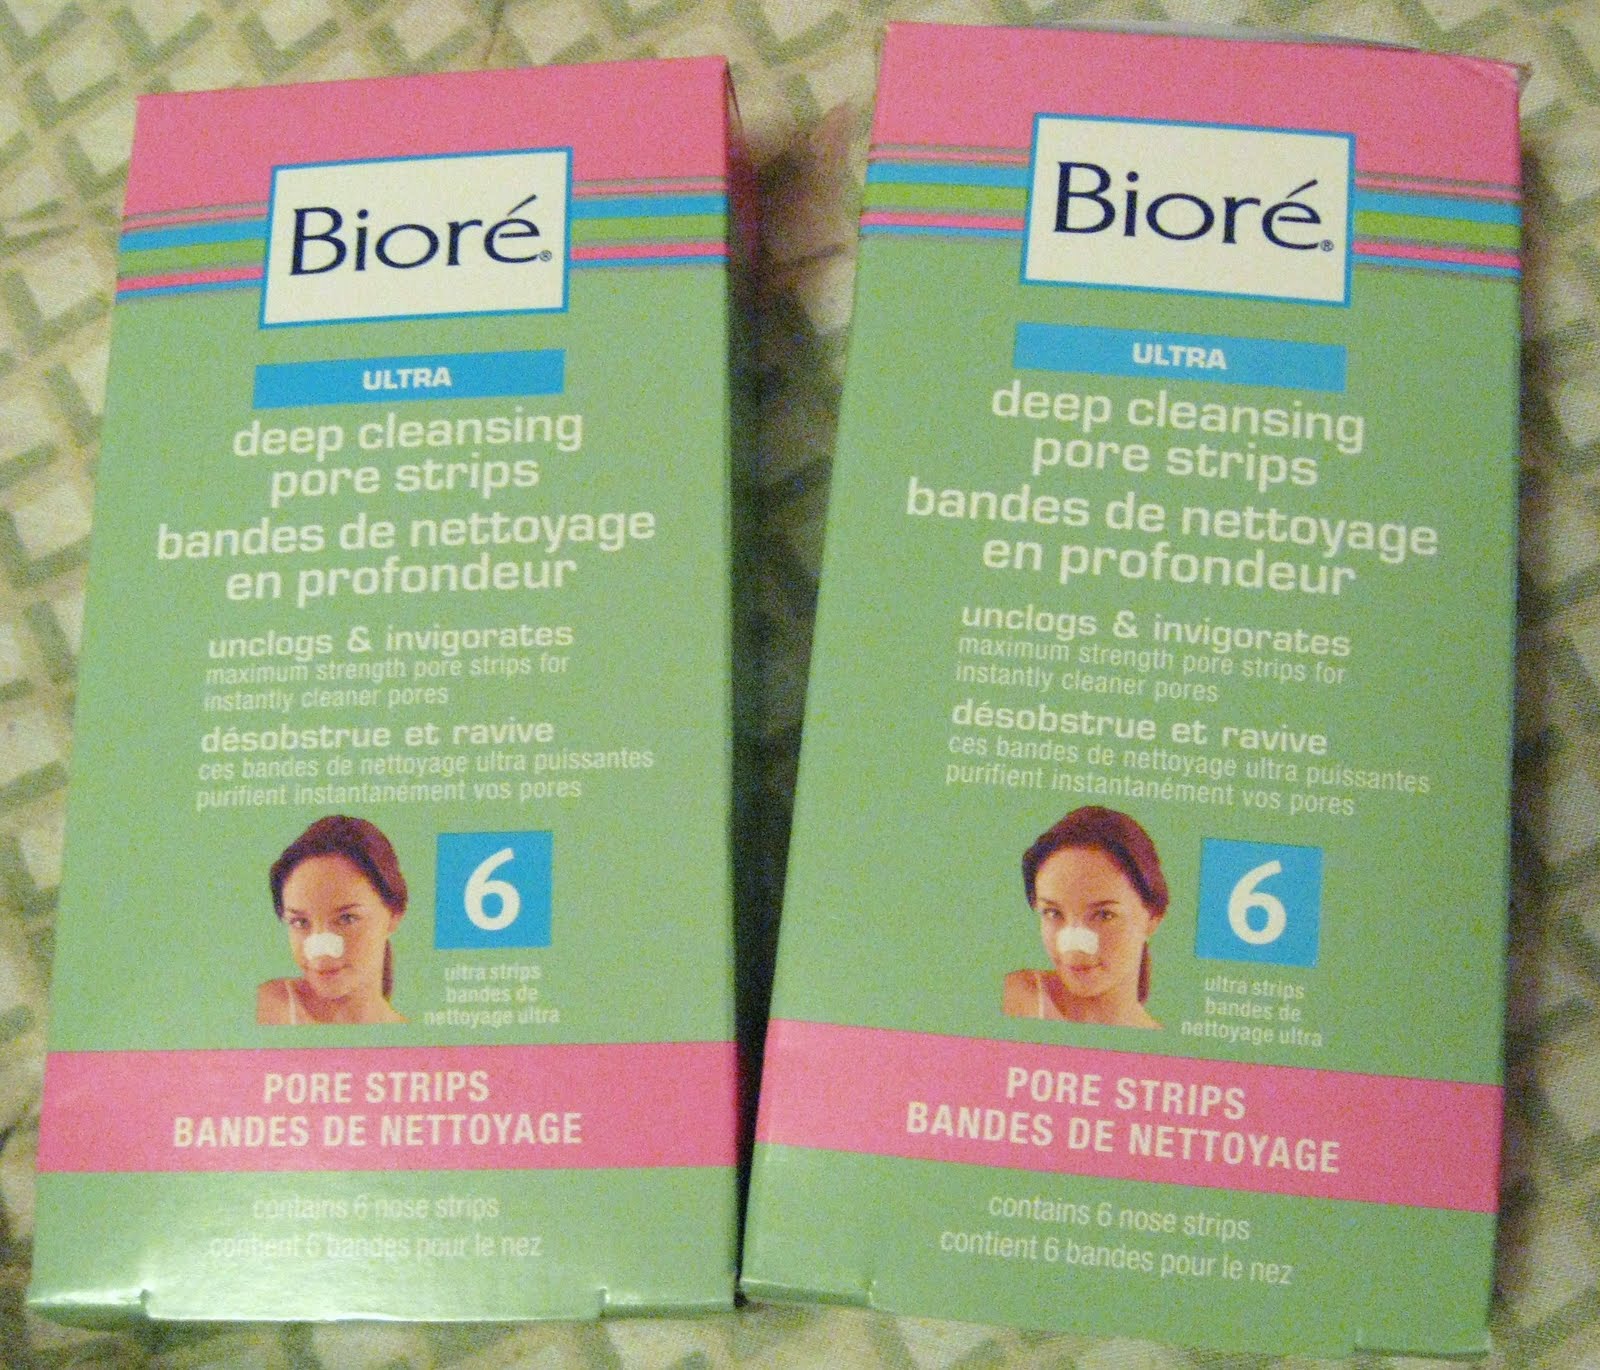 Bioré®
ULTRA
deep cleansing
pore strips
bandes de nettoyage
en profondeur
unclogs & invigorates
maximum strength pore strips for
instantly cleaner pores
désobstrue et ravive
ces bandes de nettoyage ultra puissantes
purifient instantanément vos pores
6
ultra strips
bandes de
nettoyage ultra
PORE STRIPS
BANDES DE NETTOYAGE
contains 6 nose strips
contient 6 bandes pour le nez
Bioré®
ULTRA
deep cleansing
pore strips
bandes de nettoyage
en profondeur
unclogs & invigorates
maximum strength pore strips for
instantly cleaner pores
désobstrue et ravive
ces bandes de nettoyage ultra puissantes
purifient instantanément vos pores
6
ultra strips
bandes de
nettoyage ultra
PORE STRIPS
BANDES DE NETTOYAGE
contains 6 nose strips
contient 6 bandes pour le nez